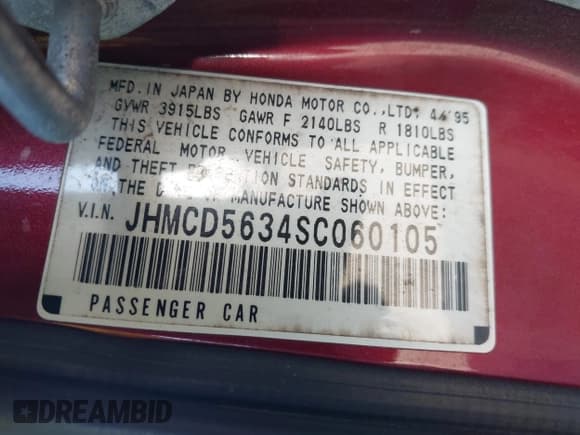 MFD. IN JAPAN BY HONDA MOTOR CO.,LTD. 4/95
GVWR 3915LBS GAWR F 2140LBS R 1810LBS
THIS VEHICLE CONFORMS TO ALL APPLICABLE
FEDERAL MOTOR VEHICLE SAFETY, BUMPER,
AND THEFT STANDARDS IN EFFECT
ON THE OF MANUFACTURE SHOWN ABOVE.
V.I.N. JHMCD5634SC060105
PASSENGER CAR
DREAMBID